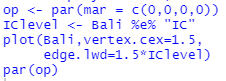 op <- par(mar = c(0,0,0,0))
IClevel <- Bali %e% "IC"
plot(Bali,vertex.cex=1.5,
     edge.lwd=1.5*IClevel)
par(op)